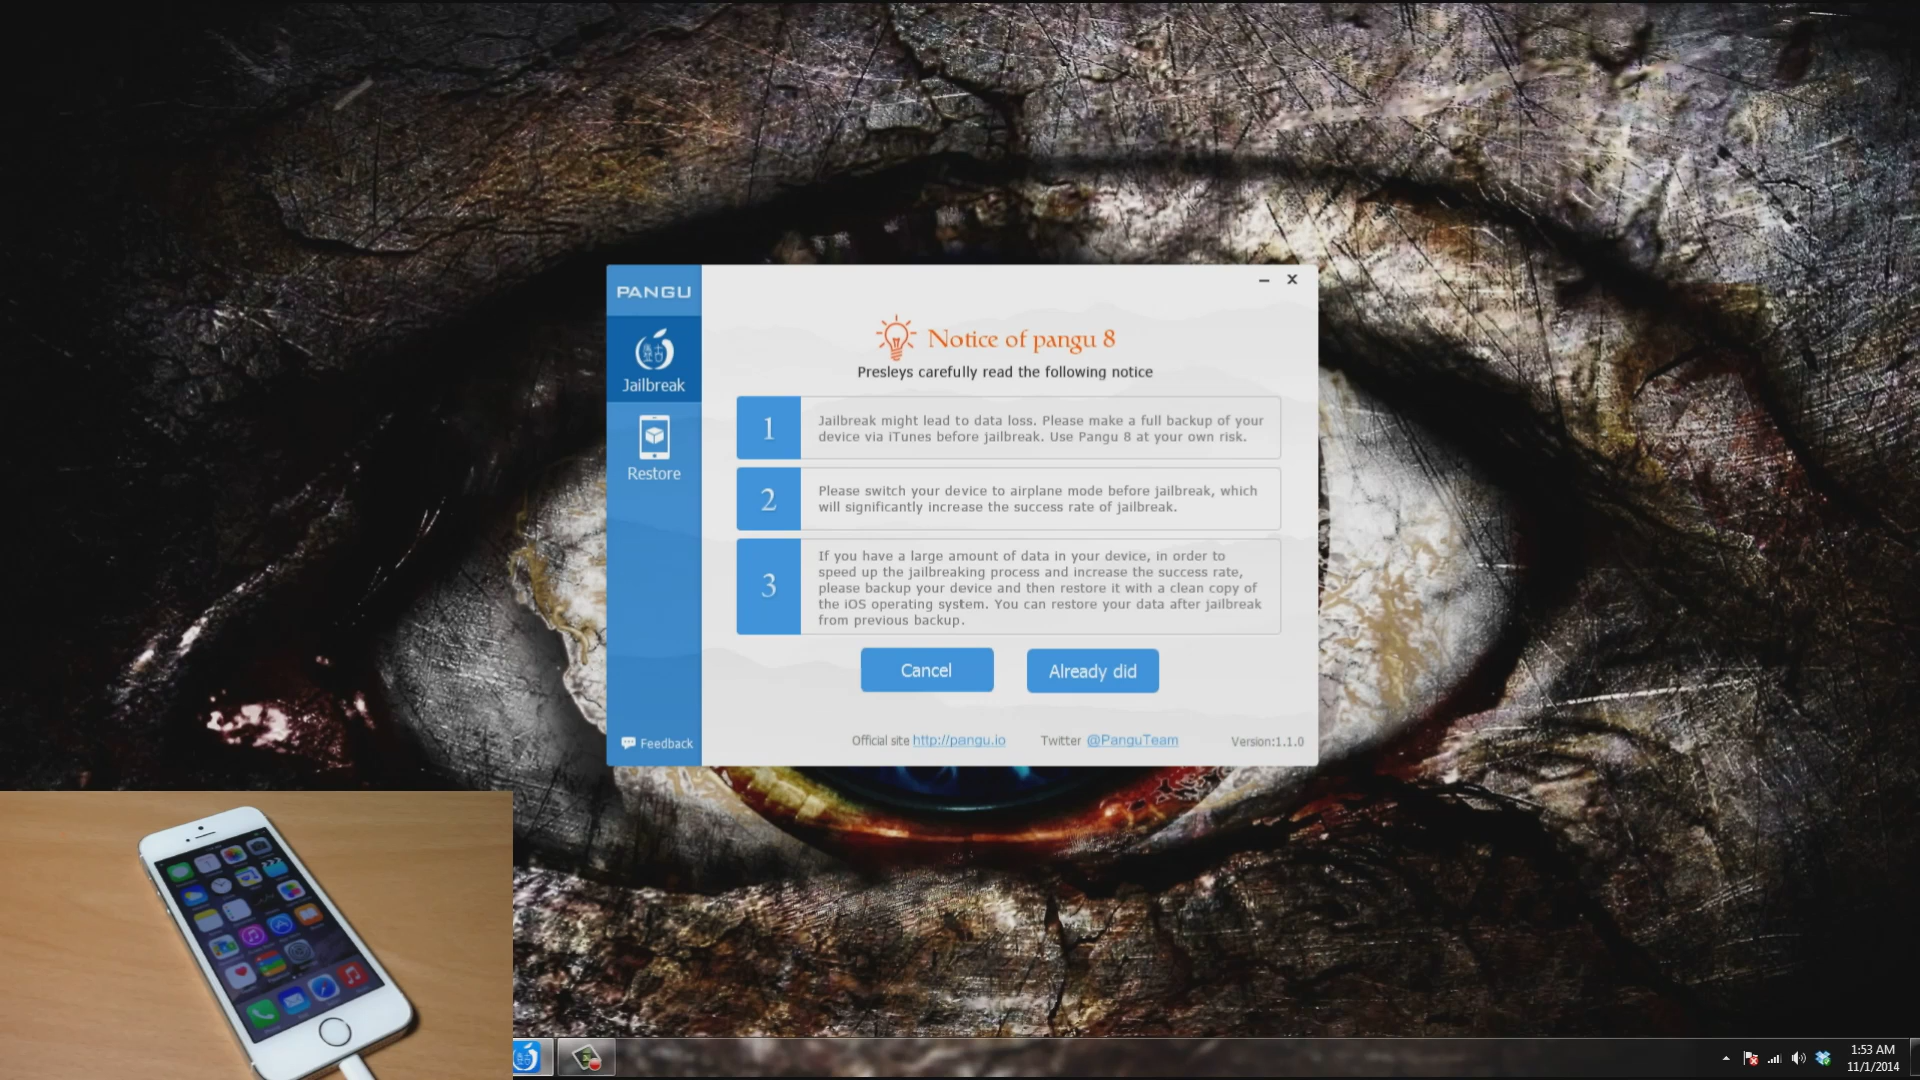 PANGU
Jailbreak
Restore
Feedback
Notice of pangu 8
Presleys carefully read the following notice
1
Jailbreak might lead to data loss. Please make a full backup of your
device via iTunes before jailbreak. Use Pangu 8 at your own risk.
2
Please switch your device to airplane mode before jailbreak, which
will significantly increase the success rate of jailbreak.
3
If you have a large amount of data in your device, in order to
speed up the jailbreaking process and increase the success rate,
please backup your device and then restore it with a clean copy of
the iOS operating system. You can restore your data after jailbreak
from previous backup.
Cancel
Already did
Official site http://pangu.io
Twitter @PanguTeam
Version:1.1.0
1:53 AM
11/1/2014